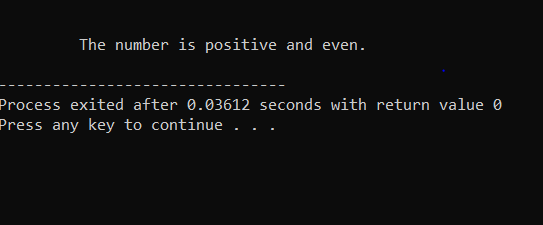 The number is positive and even.
--------------------------------
Process exited after 0.03612 seconds with return value 0
Press any key to continue . . .